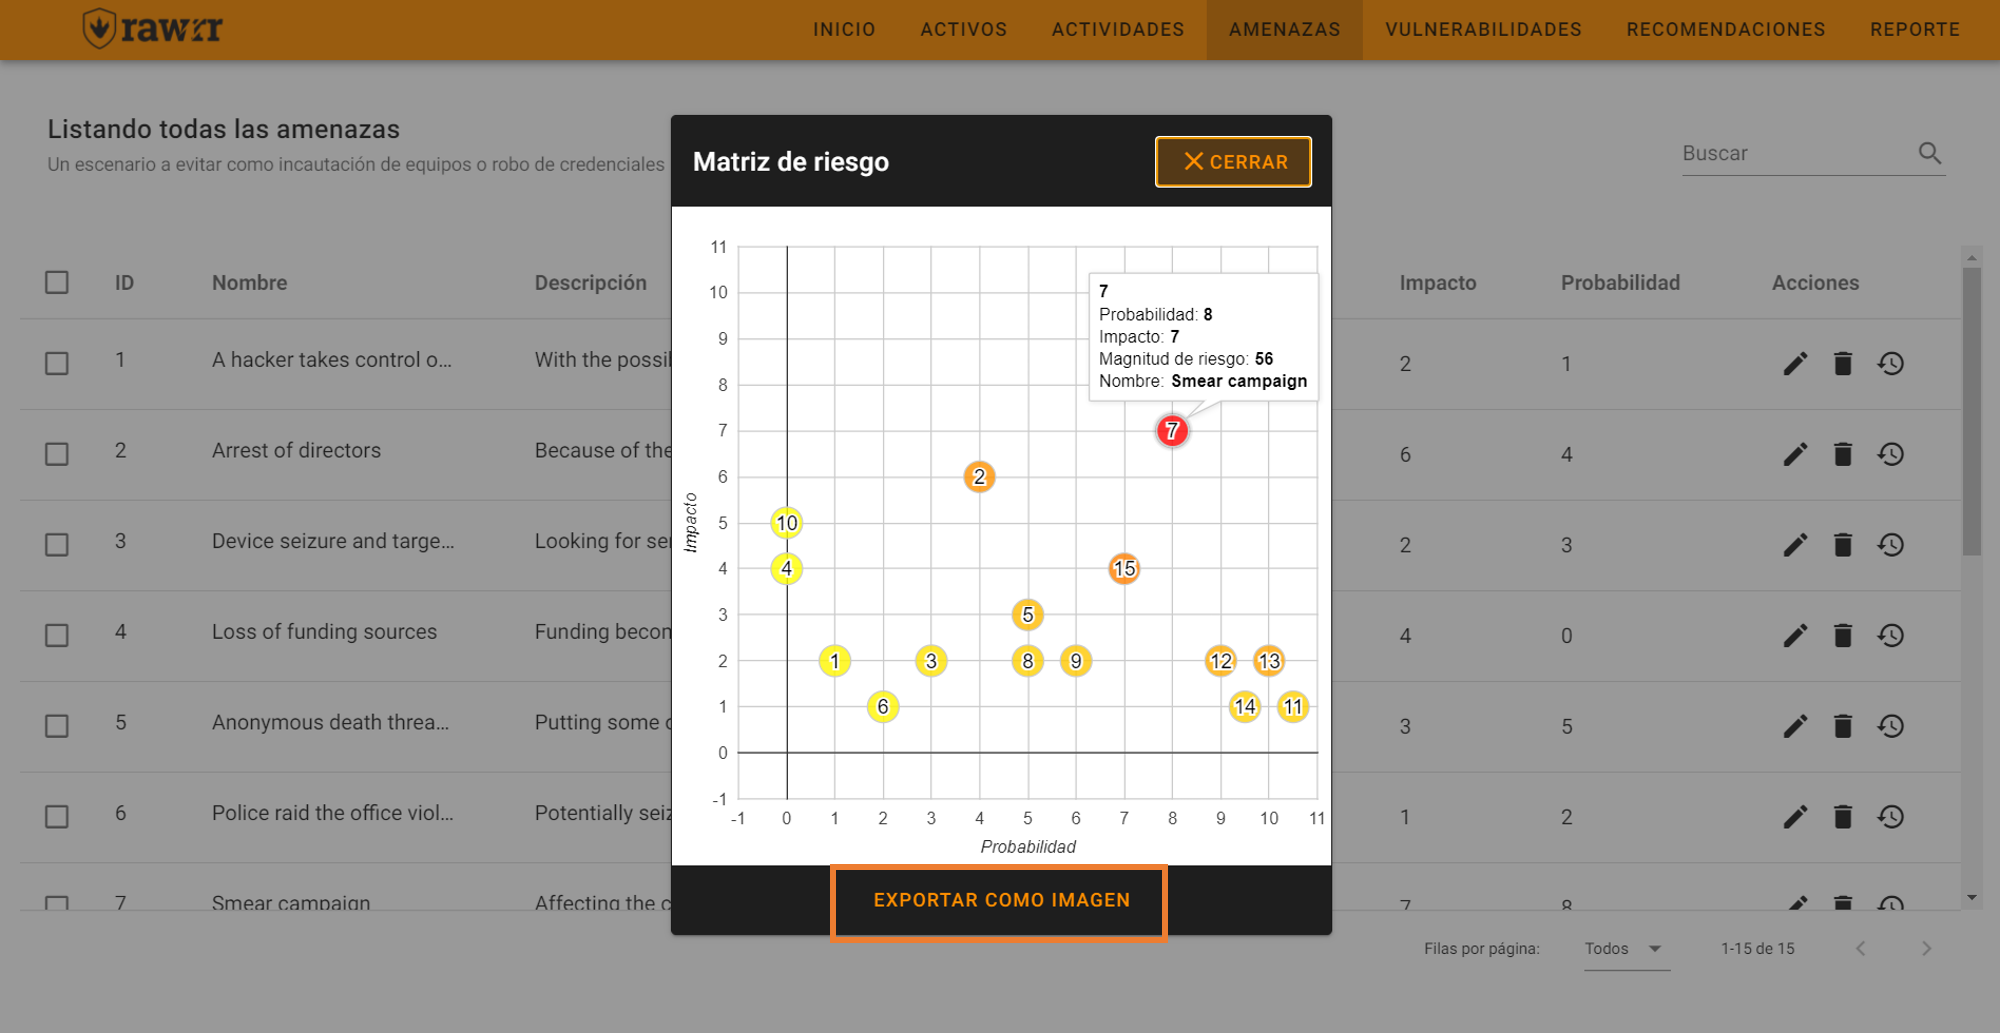 rawrr
INICIO ACTIVOS ACTIVIDADES AMENAZAS VULNERABILIDADES RECOMENDACIONES REPORTE
Listando todas las amenazas
Un escenario a evitar como incautación de equipos o robo de credenciales
Buscar
ID Nombre Descripción Impacto Probabilidad Acciones
1 A hacker takes control o... With the possil 2 1
2 Arrest of directors Because of the 6 4
3 Device seizure and targe... Looking for sei 2 3
4 Loss of funding sources Funding becon 4 0
5 Anonymous death threa... Putting some c 3 5
6 Police raid the office viol... Potentially seiz 1 2
7 Smear campaign Affecting the c 7 8
Filas por página: Todos 1-15 de 15
Matriz de riesgo
CERRAR
11
10
9
8
7
6
5
4
3
2
1
0
-1
Impacto
7
Probabilidad: 8
Impacto: 7
Magnitud de riesgo: 56
Nombre: Smear campaign
7
2
10
4 15
5
1 3 8 9 12 13
6 14 11
-1 0 1 2 3 4 5 6 7 8 9 10 11
Probabilidad
EXPORTAR COMO IMAGEN